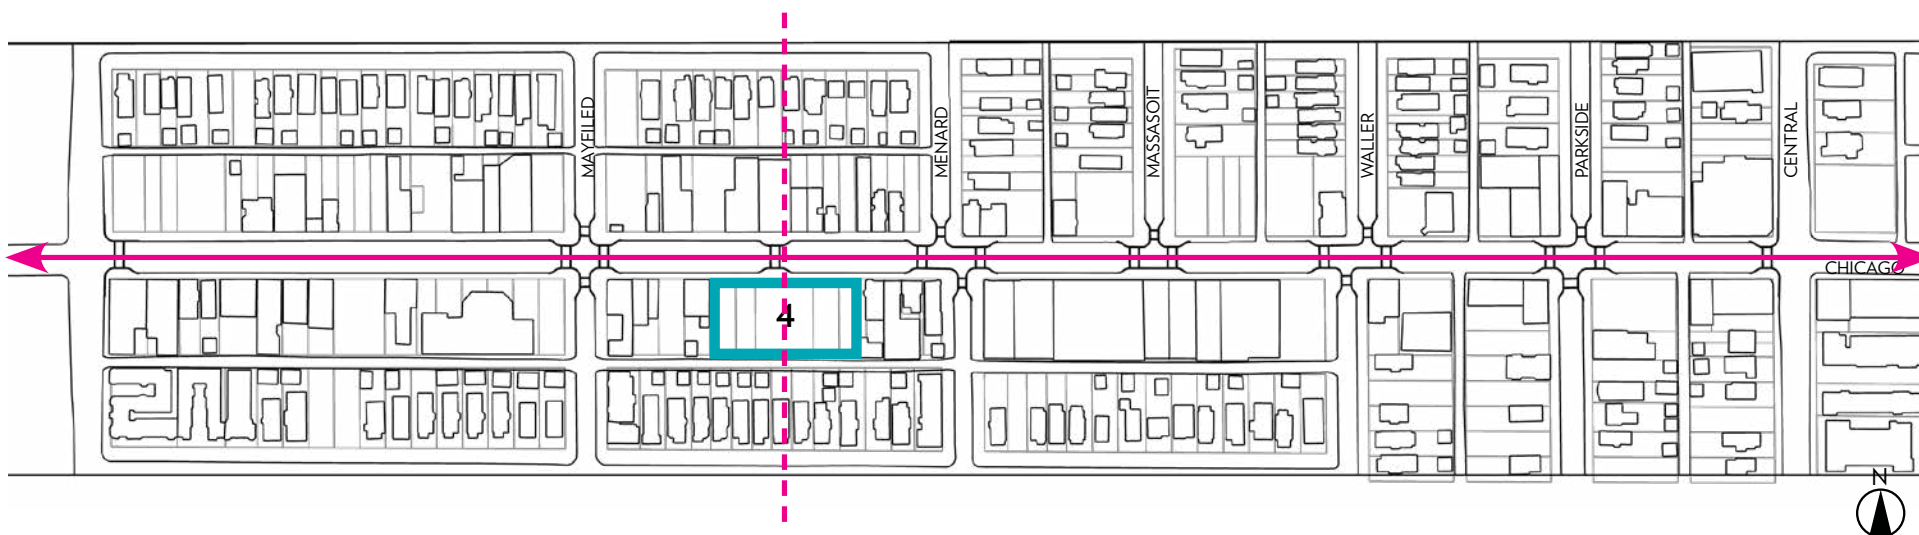 MAYFILED
MENARD
MASSASOIT
WALLER
PARKSIDE
CENTRAL
CHICAGO
4
N